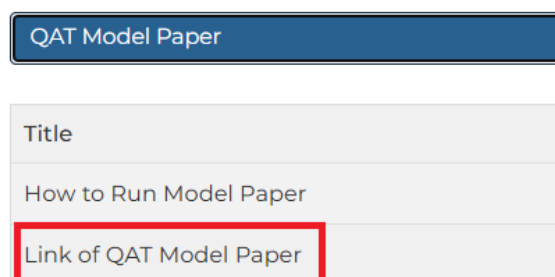 QAT Model Paper
Title
How to Run Model Paper
Link of QAT Model Paper